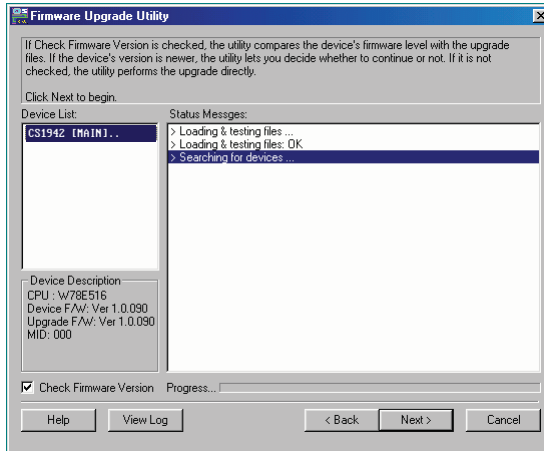 Firmware Upgrade Utility
If Check Firmware Version is checked, the utility compares the device's firmware level with the upgrade
files. If the device's version is newer, the utility lets you decide whether to continue or not. If it is not
checked, the utility performs the upgrade directly.
Click Next to begin.
Device List:
Status Messges:
CS1942 [MAIN]..
> Loading & testing files ...
> Loading & testing files: OK
> Searching for devices ...
Device Description
CPU : W78E516
Device F/W: Ver 1.0.090
Upgrade F/W: Ver 1.0.090
MID: 000
Check Firmware Version
Progress...
Help
View Log
< Back
Next >
Cancel